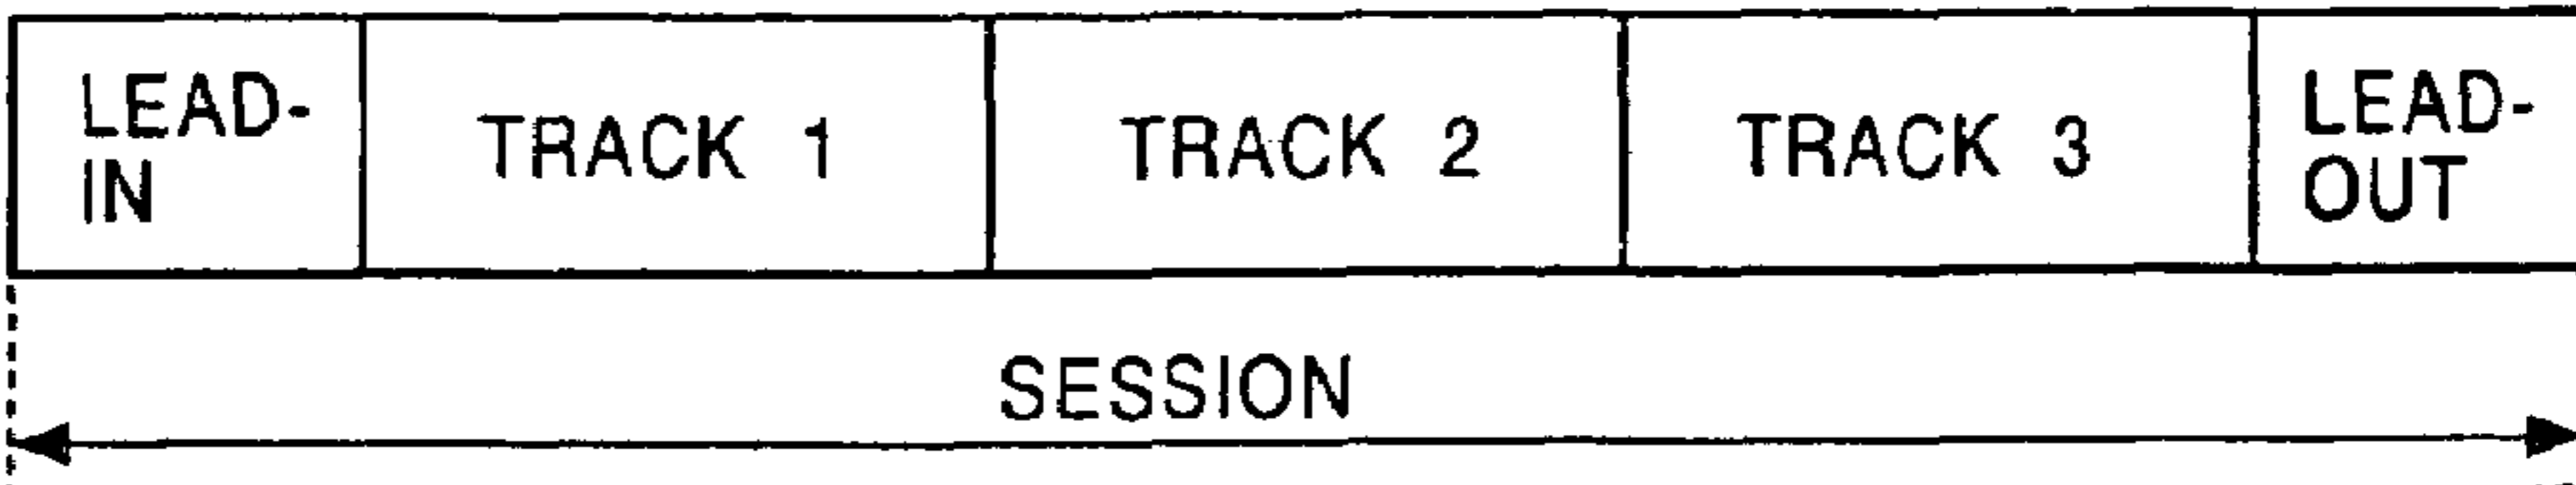 LEAD-
IN
TRACK 1
TRACK 2
TRACK 3
LEAD-
OUT
SESSION